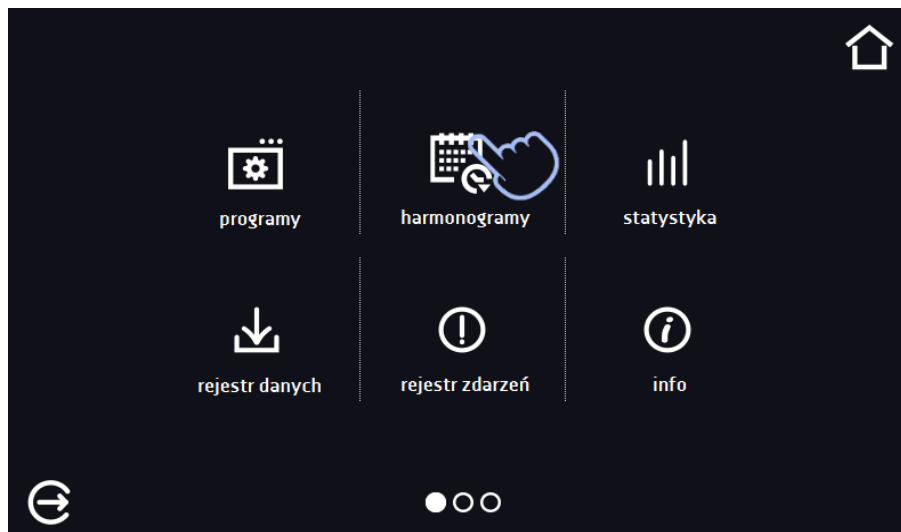 programy
harmonogramy
statystyka
rejestr danych
rejestr zdarzeń
info